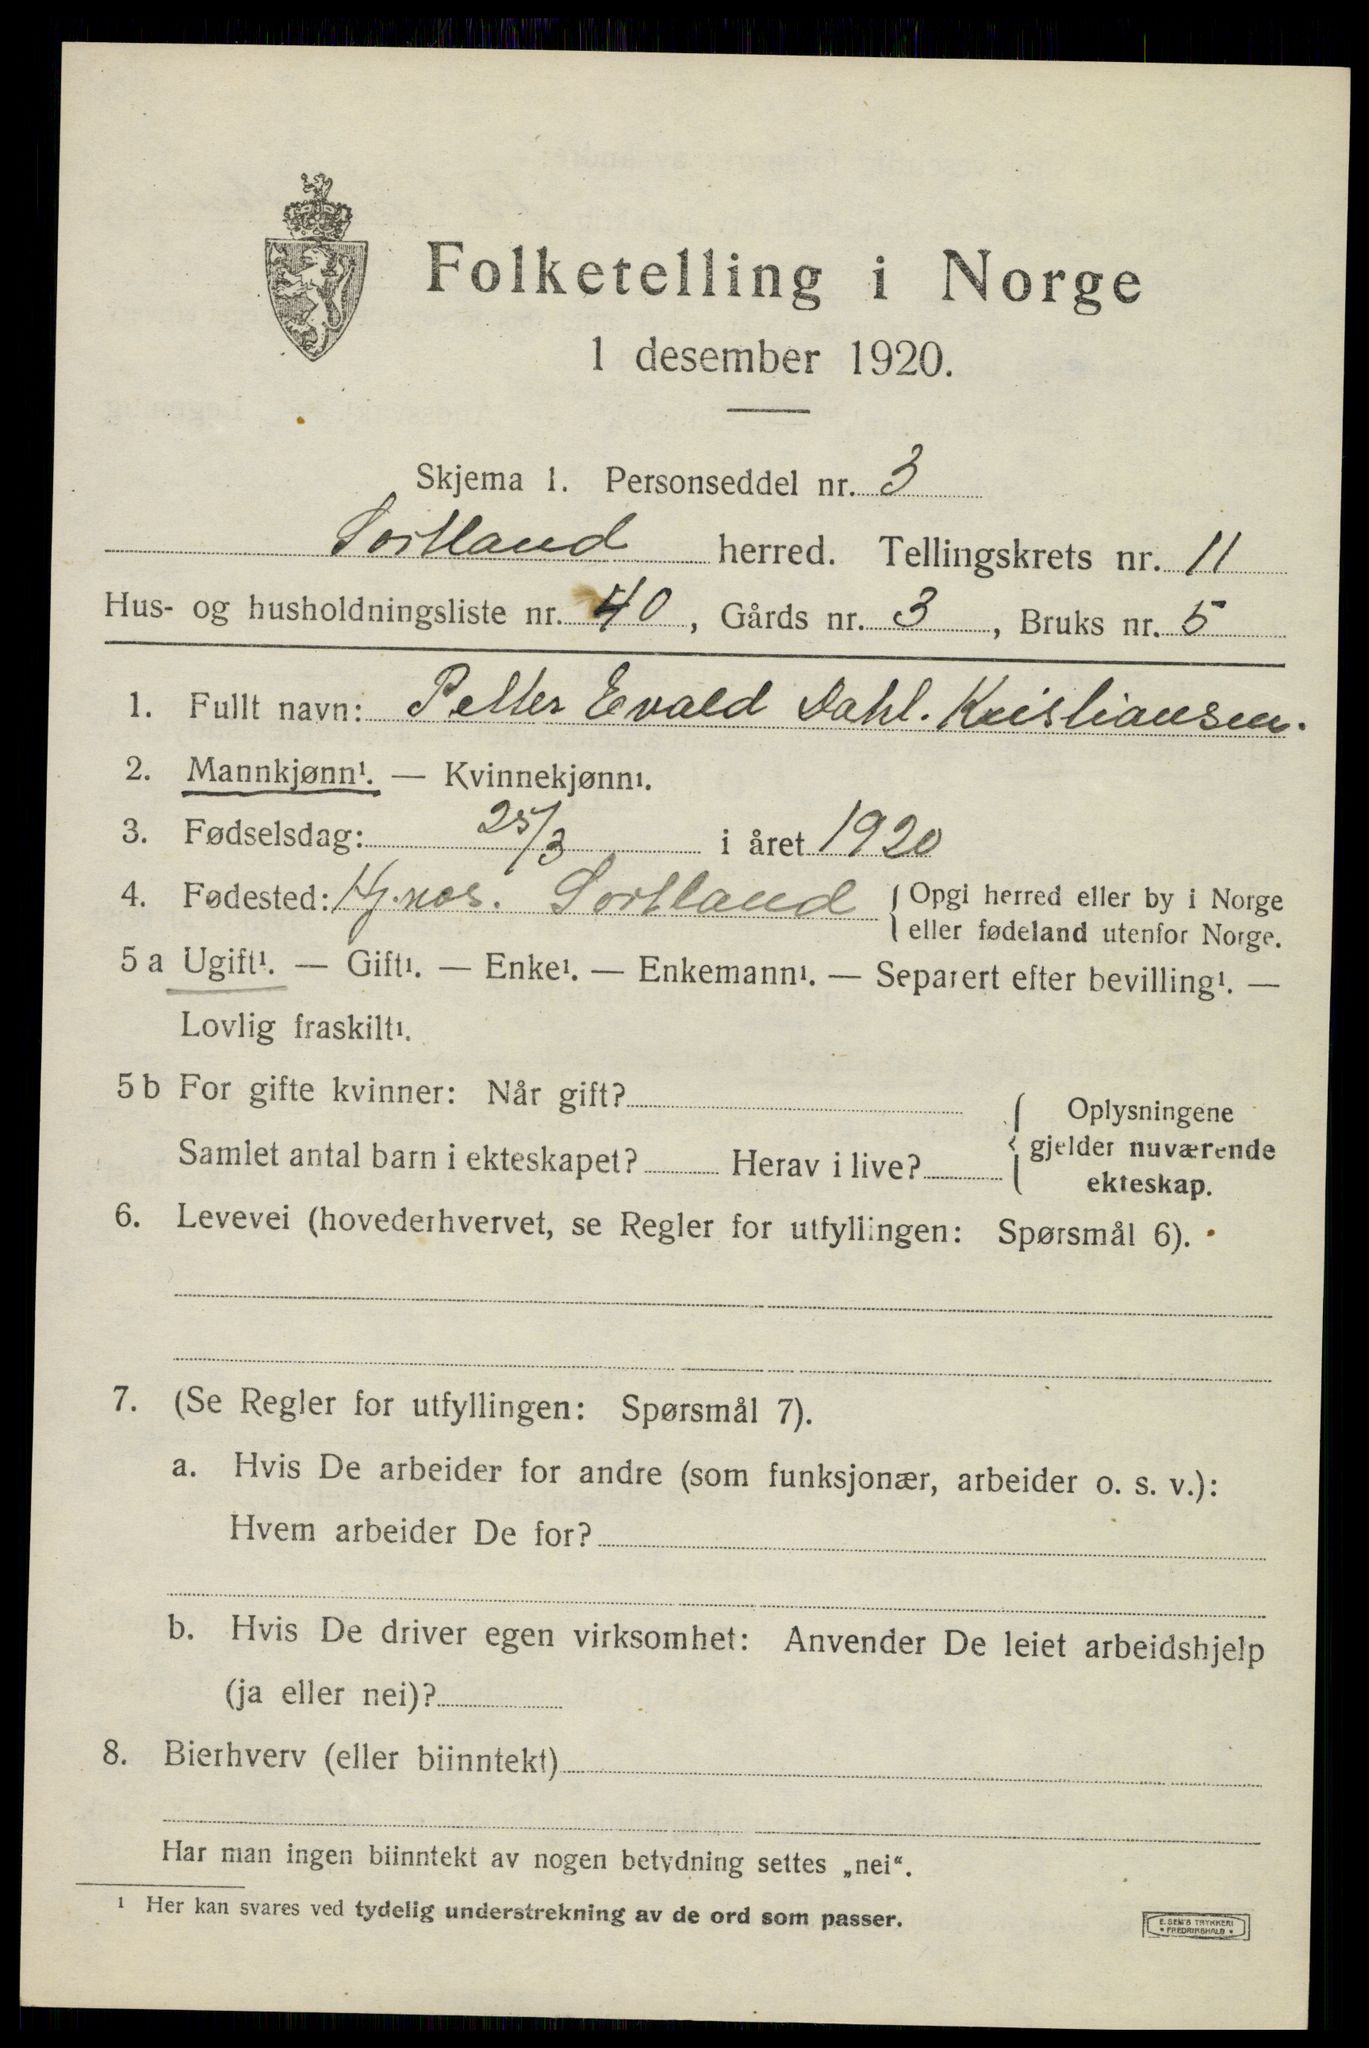 Folketelling i Norge
1 desember 1920.
Skjema 1. Personseddel nr. 3
Sortland herred. Tellingskrets nr. 11
Hus- og husholdningsliste nr. 40, Gårds nr. 3, Bruks nr. 5
1. Fullt navn: Petter Evald Dahl. Kristiansen.
2. Mannkjønn¹. — Kvinnekjønn¹.
3. Fødselsdag: 25/3 i året 1920
4. Fødested: Sortland { Opgi herred eller by i Norge
eller fødeland utenfor Norge.
5 a Ugift¹. — Gift¹. — Enke¹. — Enkemann¹. — Separert efter bevilling¹. —
Lovlig fraskilt¹.
5 b For gifte kvinner: Når gift? { Oplysningene
Samlet antal barn i ekteskapet? Herav i live? gjelder nuværende
ekteskap.
6. Levevei (hovederhvervet, se Regler for utfyllingen: Spørsmål 6).
7. (Se Regler for utfyllingen: Spørsmål 7).
a. Hvis De arbeider for andre (som funksjonær, arbeider o. s. v.):
Hvem arbeider De for?
b. Hvis De driver egen virksomhet: Anvender De leiet arbeidshjelp
(ja eller nei)?
8. Bierhverv (eller biinntekt)
Har man ingen biinntekt av nogen betydning settes „nei“.
¹ Her kan svares ved tydelig understrekning av de ord som passer.
E. SEM'S TRYKKERI
* FREDRIKSHALD *